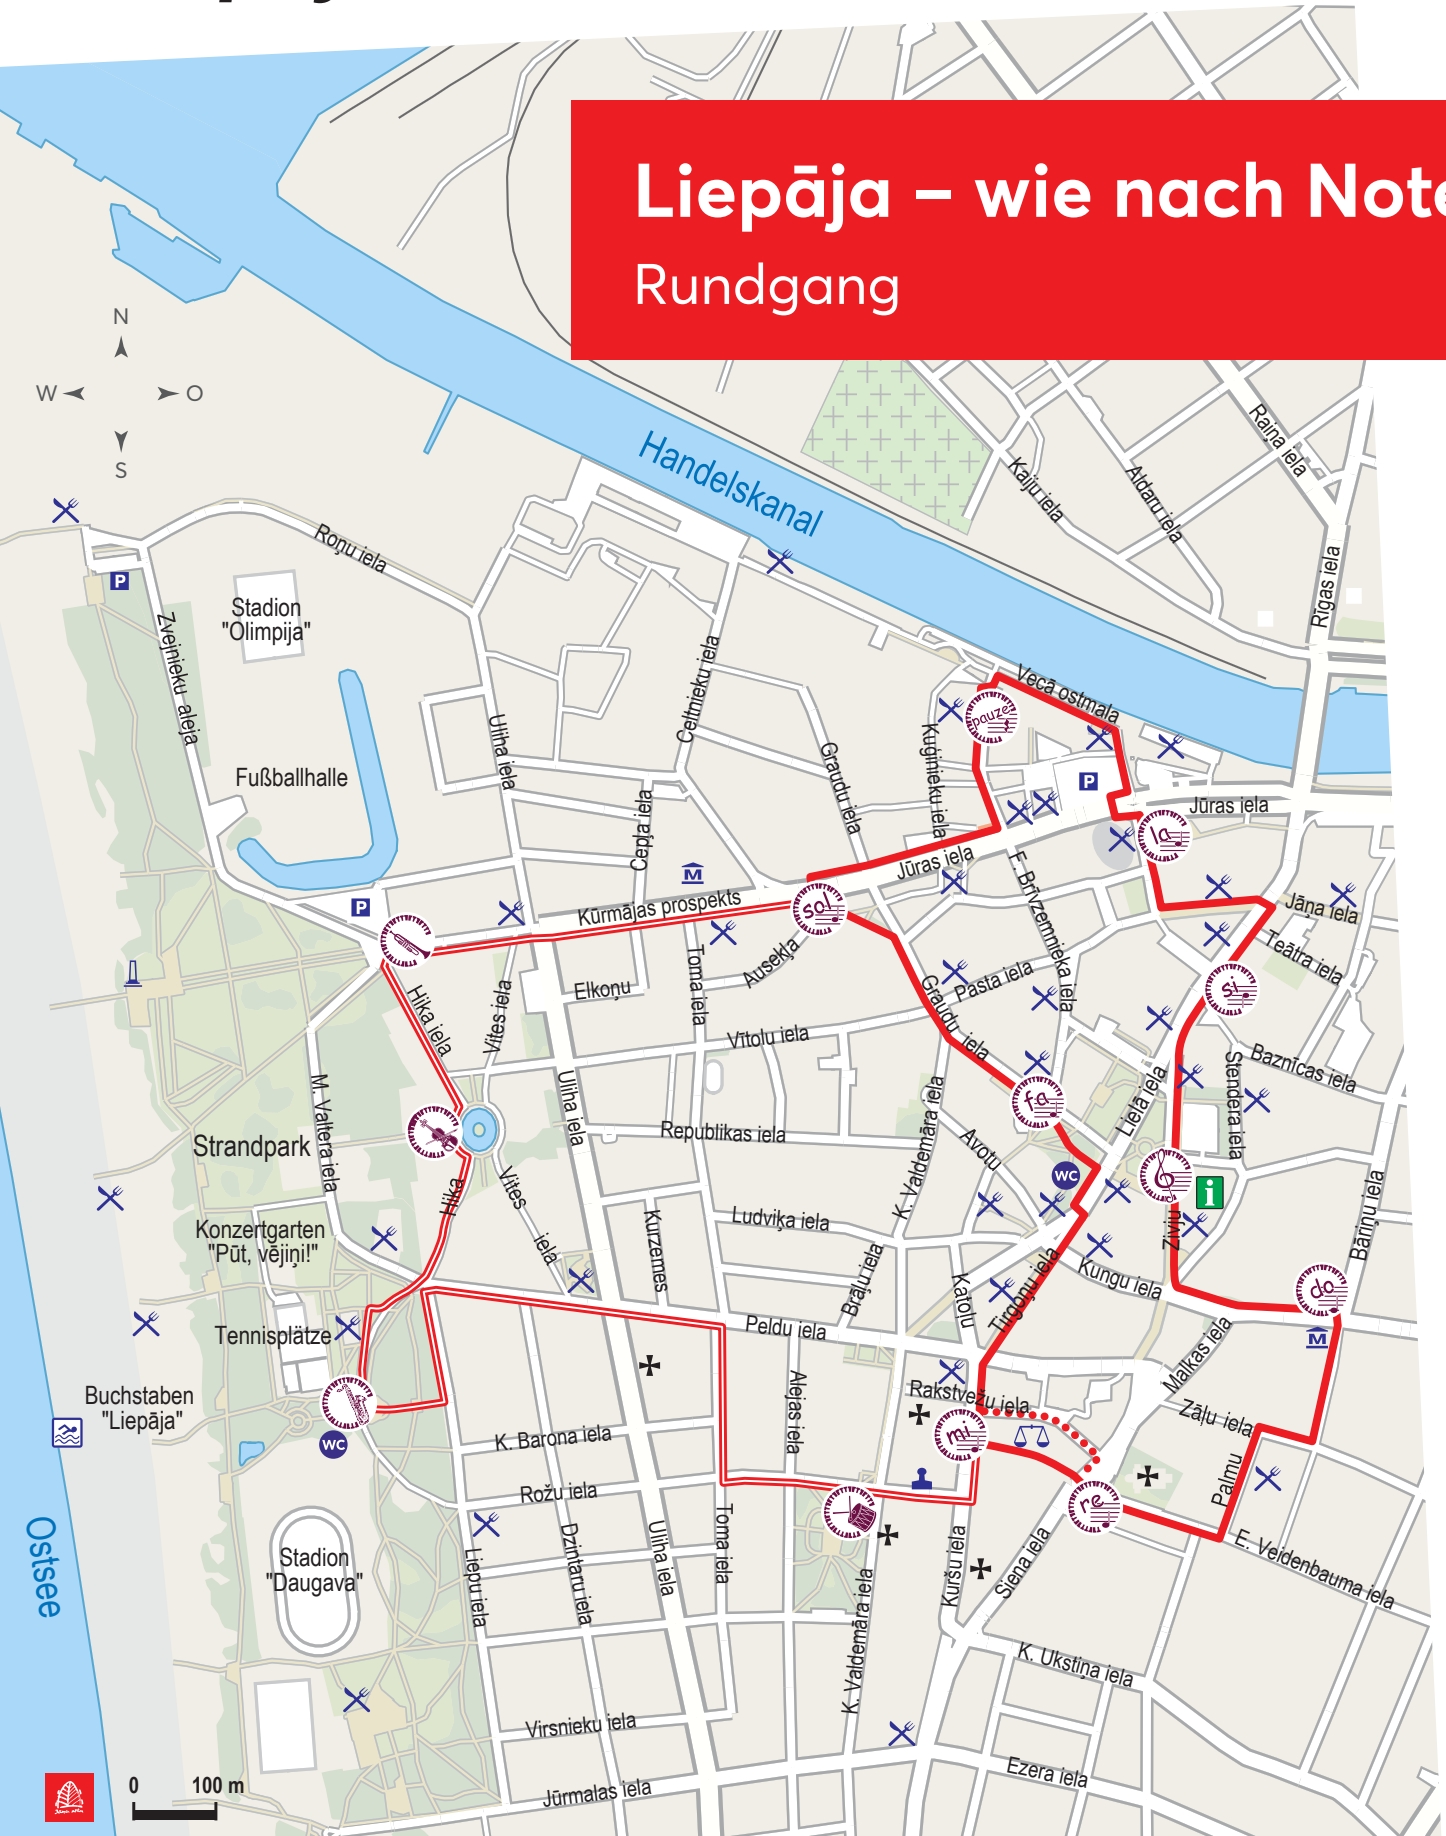 Liepāja – wie nach Note
Rundgang
N
W
O
S
Handelskanal
Raiņa iela
Kaiju iela
Aldaru iela
Rīgas iela
Roņu iela
P
Stadion
"Olimpija"
Zvejnieku aleja
Vecā ostmala
pauze
Celtnieku iela
Uliha iela
Kuģinieku iela
Graudu iela
Fußballhalle
P
Jūras iela
Cepļa iela
la
Jūras iela
F. Brīvzemnieka iela
M
Kūrmājas prospekts
sol
P
Jāņa iela
Teātra iela
Ausekļa
Toma iela
Pasta iela
Elkoņu
si
Hika iela
Vites iela
Graudu iela
Vītolu iela
Baznīcas iela
Stendera iela
Lielā iela
fa
M. Valtera iela
Uliha iela
K. Valdemāra iela
Republikas iela
Avotu
Strandpark
WC
i
Hika
Vites iela
Kurzemes
Ludviķa iela
Zivju
Bāriņu iela
Konzertgarten
"Pūt, vējiņi!"
Brāļu iela
Katoļu
Tirgoņu iela
Kungu iela
do
Peldu iela
M
Tennisplätze
Malkas iela
Buchstaben
"Liepāja"
Alejas iela
Rakstvežu iela
Zāļu iela
mi
K. Barona iela
WC
Palmu
Rožu iela
re
Ostsee
Stadion
"Daugava"
Liepu iela
Dzintaru iela
Uliha iela
Toma iela
K. Valdemāra iela
Kuršu iela
Siena iela
E. Veidenbauma iela
K. Ukstiņa iela
Virsnieku iela
Ezera iela
Jūrmalas iela
0 100 m